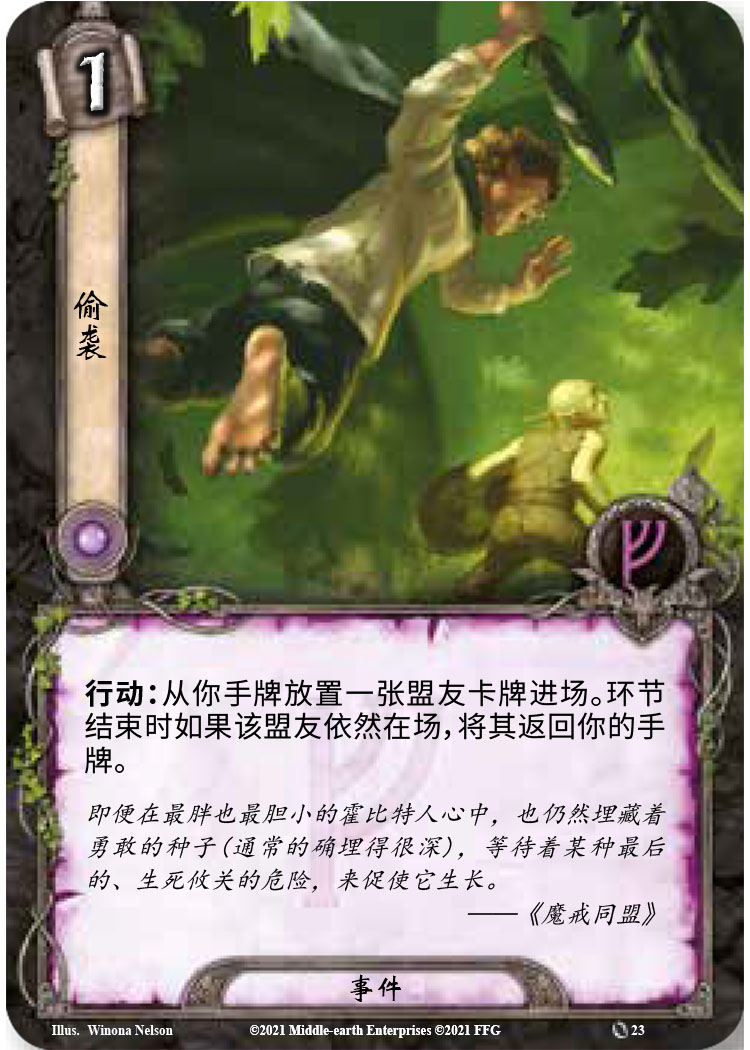 1
偷袭
行动：从你手牌放置一张盟友卡牌进场。环节
结束时如果该盟友依然在场，将其返回你的手
牌。
即便在最胖也最胆小的霍比特人心中，也仍然埋藏着
勇敢的种子（通常的确埋得很深），等待着某种最后
的、生死攸关的危险，来促使它生长。
——《魔戒同盟》
事件
Illus. Winona Nelson ©2021 Middle-earth Enterprises ©2021 FFG 23